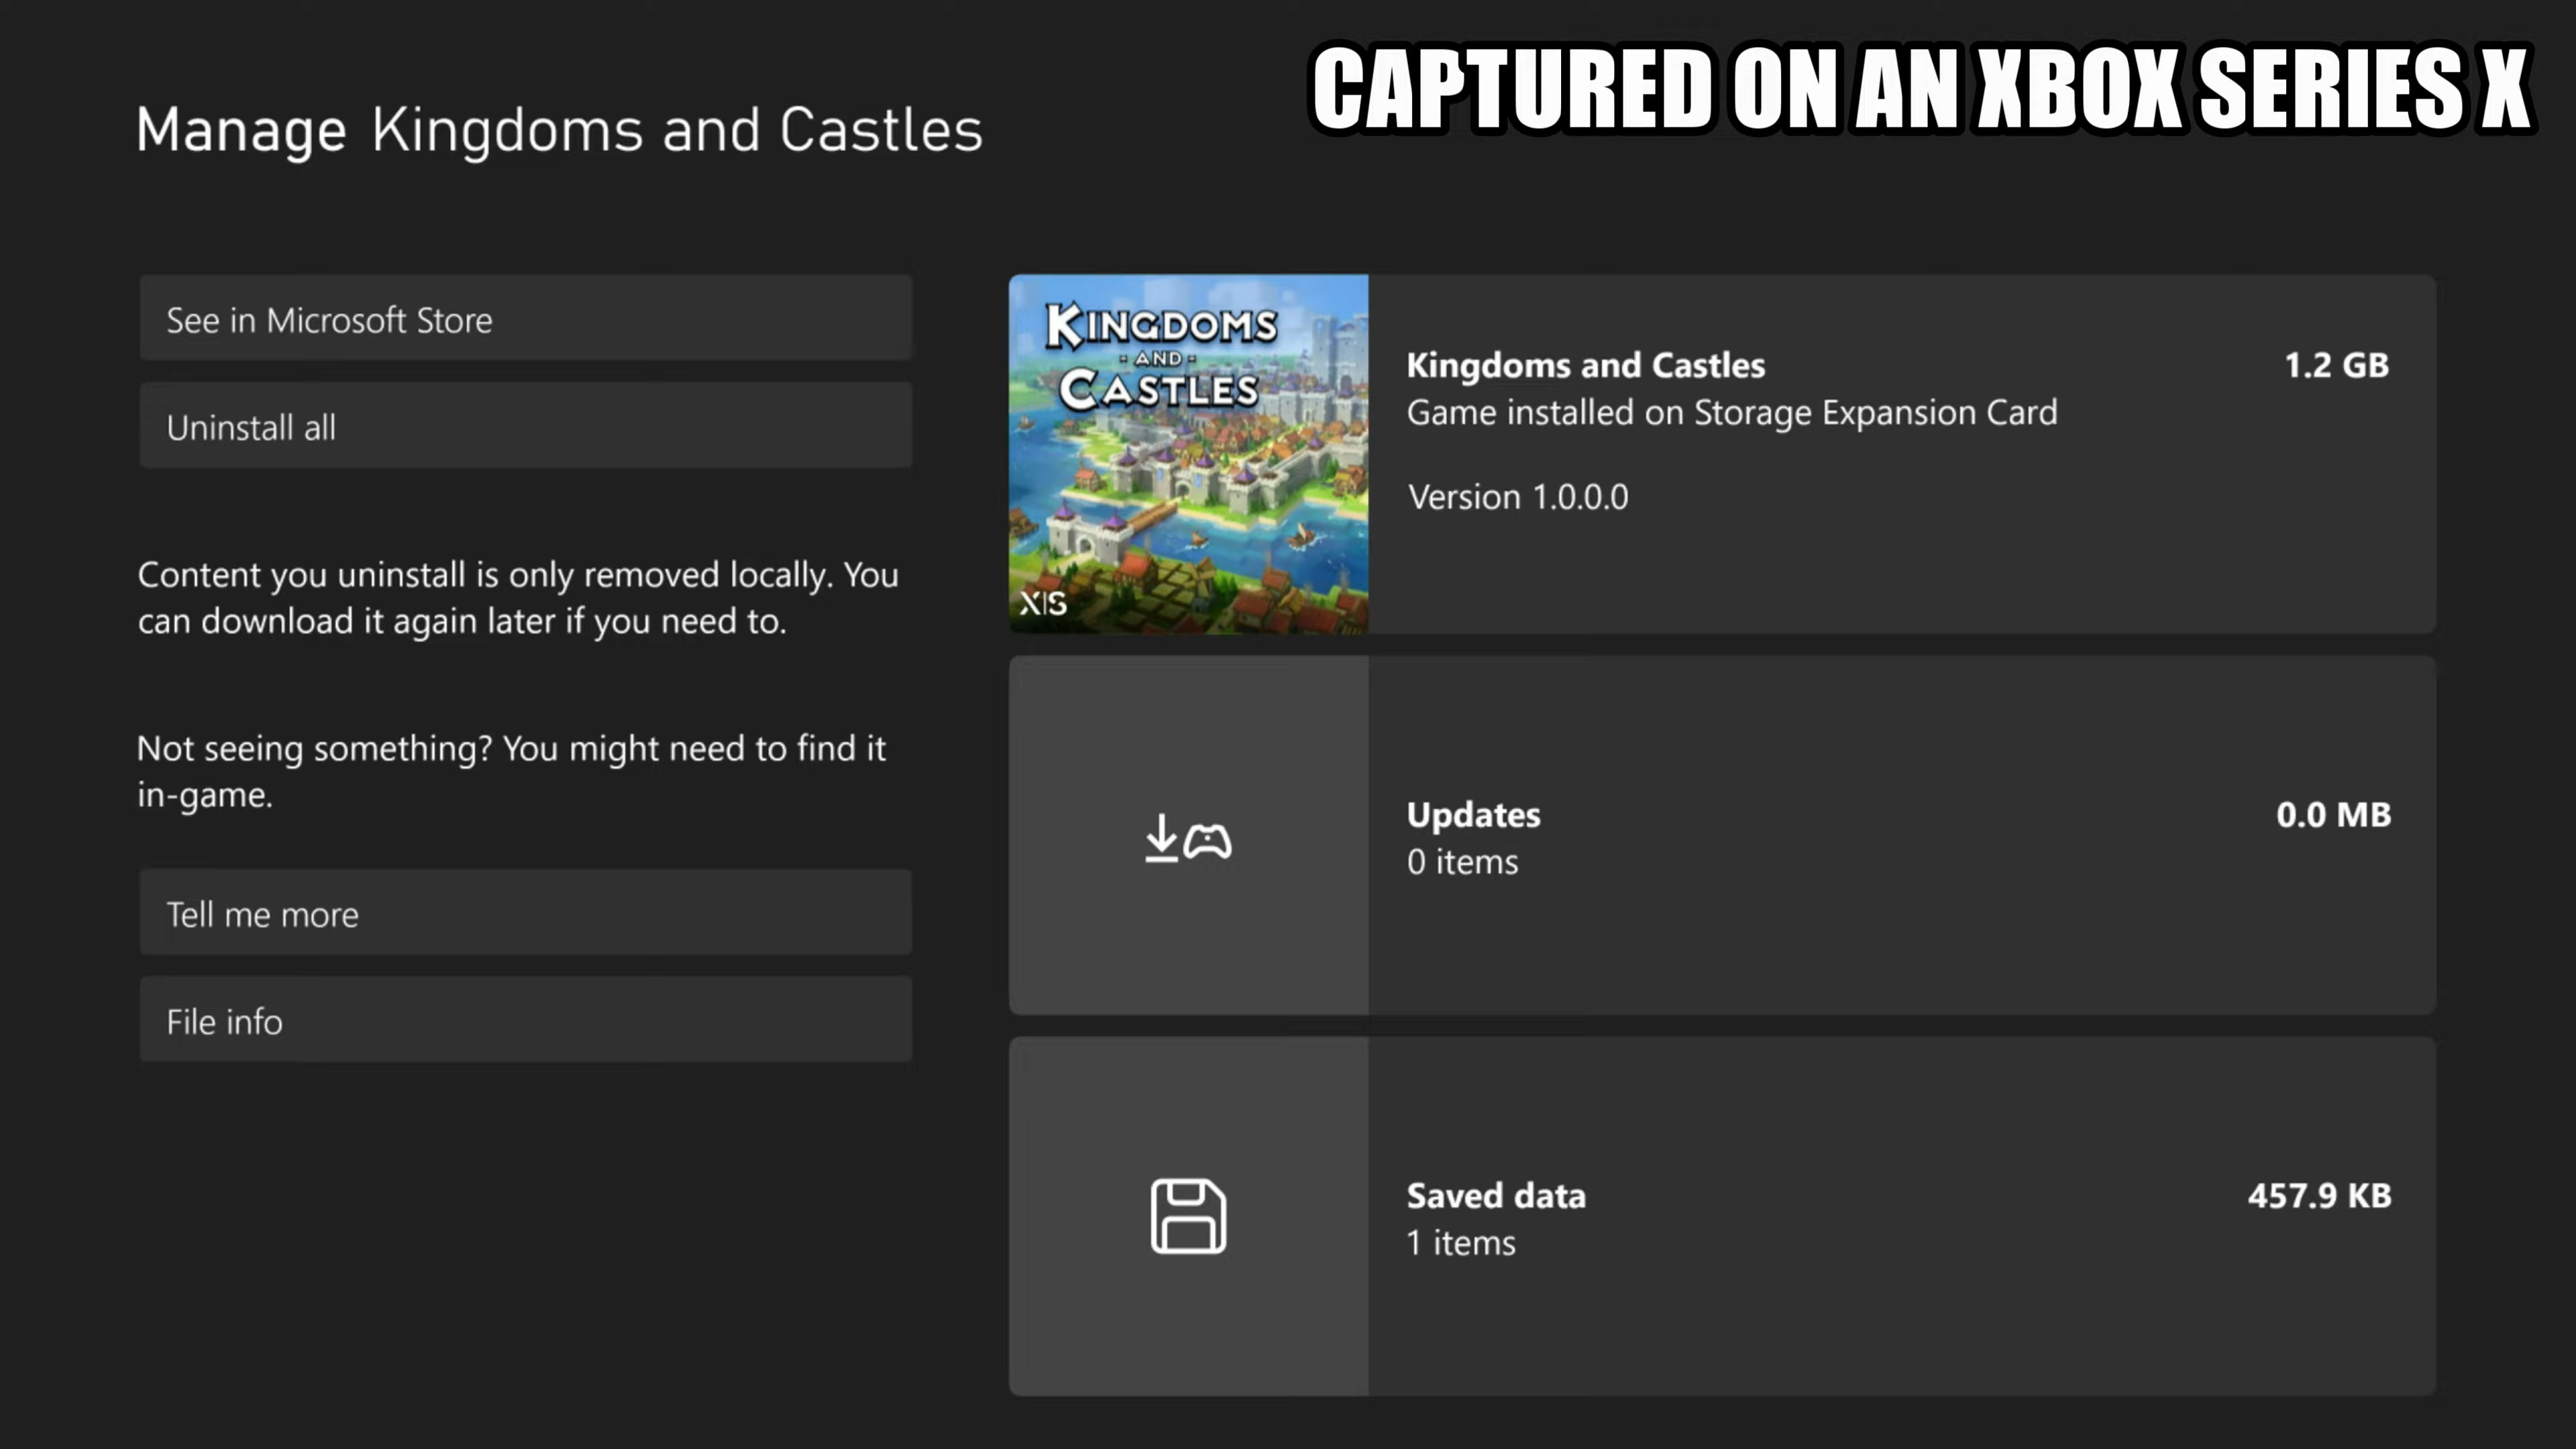 CAPTURED ON AN XBOX SERIES X
Manage Kingdoms and Castles
See in Microsoft Store
Uninstall all
Content you uninstall is only removed locally. You
can download it again later if you need to.
Not seeing something? You might need to find it
in-game.
Tell me more
File info
KINGDOMS
- AND -
CASTLES
X|S
Kingdoms and Castles 1.2 GB
Game installed on Storage Expansion Card
Version 1.0.0.0
Updates 0.0 MB
0 items
Saved data 457.9 KB
1 items